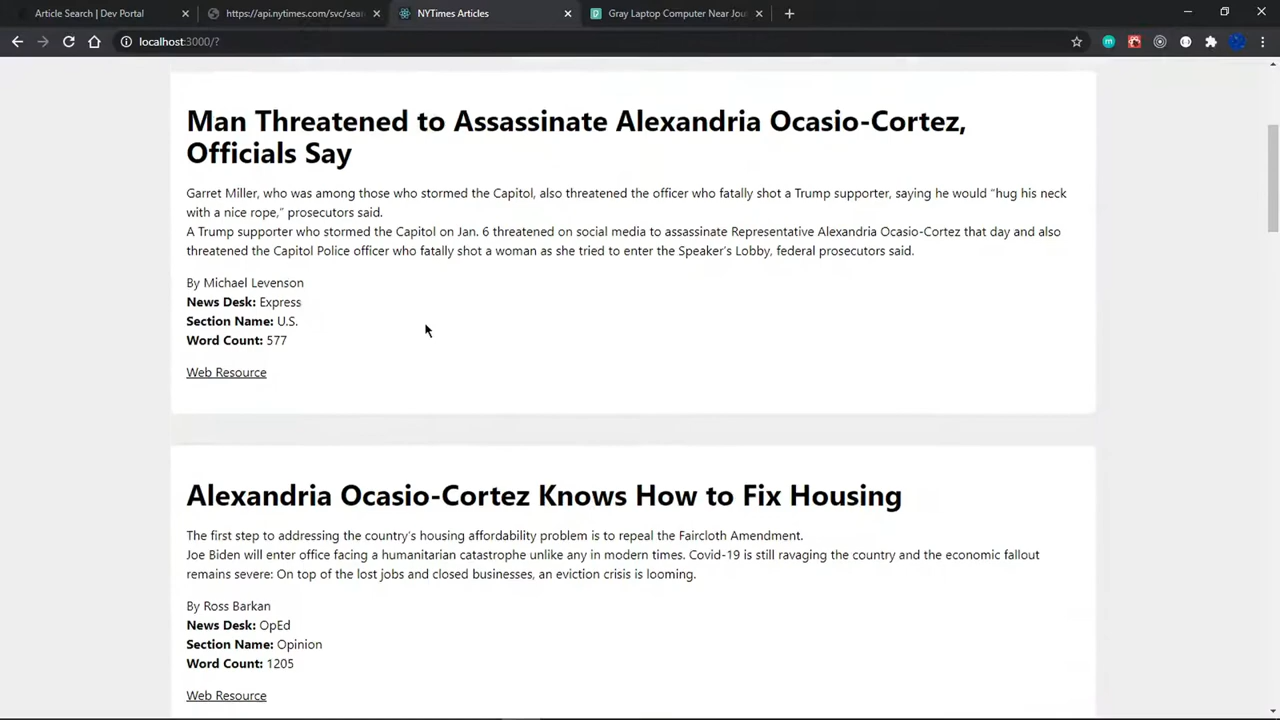 Article Search | Dev Portal
https://api.nytimes.com/svc/sear
NYTimes Articles
Gray Laptop Computer Near Jou
localhost:3000/?
Man Threatened to Assassinate Alexandria Ocasio-Cortez,
Officials Say
Garret Miller, who was among those who stormed the Capitol, also threatened the officer who fatally shot a Trump supporter, saying he would “hug his neck
with a nice rope,” prosecutors said.
A Trump supporter who stormed the Capitol on Jan. 6 threatened on social media to assassinate Representative Alexandria Ocasio-Cortez that day and also
threatened the Capitol Police officer who fatally shot a woman as she tried to enter the Speaker’s Lobby, federal prosecutors said.
By Michael Levenson
News Desk: Express
Section Name: U.S.
Word Count: 577
Web Resource
Alexandria Ocasio-Cortez Knows How to Fix Housing
The first step to addressing the country’s housing affordability problem is to repeal the Faircloth Amendment.
Joe Biden will enter office facing a humanitarian catastrophe unlike any in modern times. Covid-19 is still ravaging the country and the economic fallout
remains severe: On top of the lost jobs and closed businesses, an eviction crisis is looming.
By Ross Barkan
News Desk: OpEd
Section Name: Opinion
Word Count: 1205
Web Resource